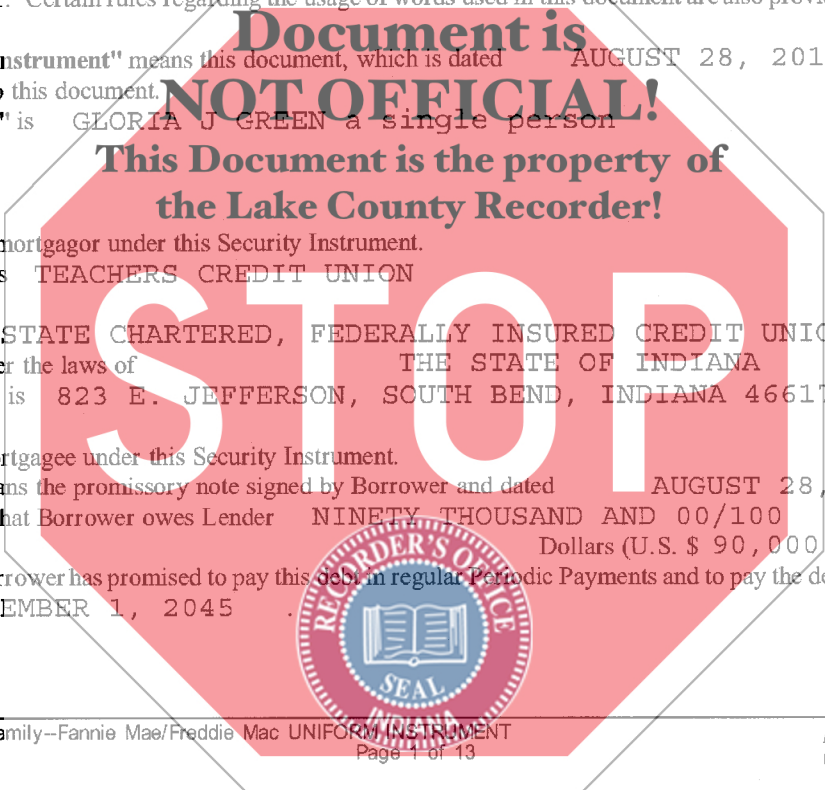 . Certain rules regarding the usage of words used in this document are also provi
Document is
nstrument" means this document, which is dated AUGUST 28, 201
this document.
NOT OFFICIAL!
" is GLORIA J GREEN a single person
This Document is the property of
the Lake County Recorder!
mortgagor under this Security Instrument.
s TEACHERS CREDIT UNION
STOP
STATE CHARTERED, FEDERALLY INSURED CREDIT UNIO
er the laws of THE STATE OF INDIANA
is 823 E. JEFFERSON, SOUTH BEND, INDIANA 46617
rtgagee under this Security Instrument.
ns the promissory note signed by Borrower and dated AUGUST 28,
hat Borrower owes Lender NINETY THOUSAND AND 00/100
Dollars (U.S. $ 90,000
rrower has promised to pay this debt in regular Periodic Payments and to pay the de
EMBER 1, 2045 .
RECORDER'S OFFICE
SEAL
INDIANA
amily--Fannie Mae/Freddie Mac UNIFORM INSTRUMENT
Page 1 of 13